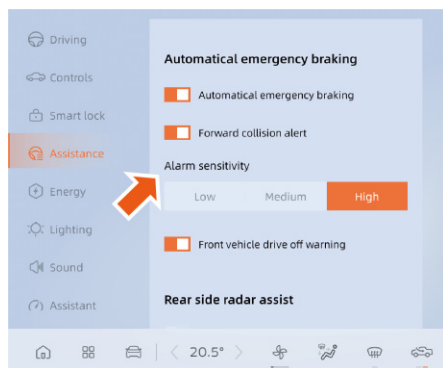 Driving
Controls
Smart lock
Assistance
Energy
Lighting
Sound
Assistant
Automatical emergency braking
Automatical emergency braking
Forward collision alert
Alarm sensitivity
Low Medium High
Front vehicle drive off warning
Rear side radar assist
20.5°